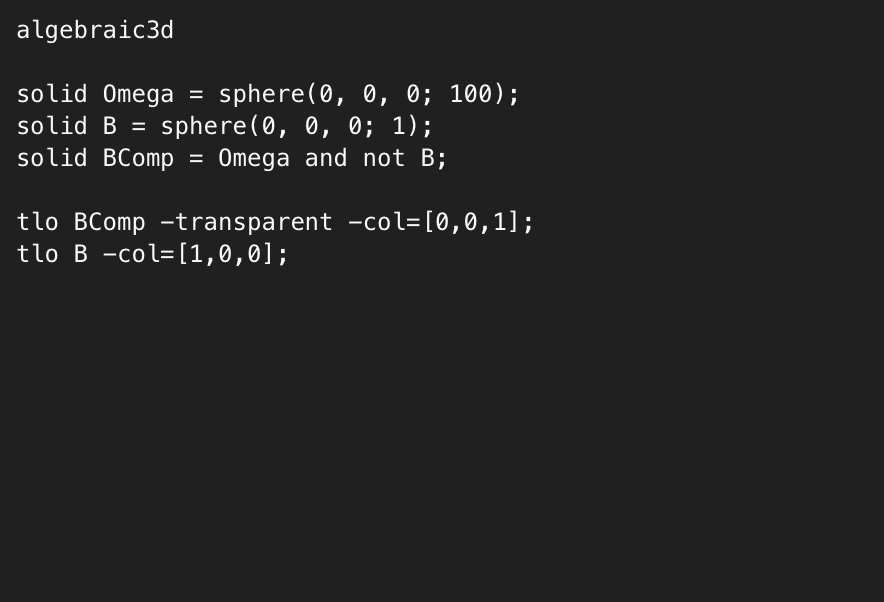 algebraic3d
solid Omega = sphere(0, 0, 0; 100);
solid B = sphere(0, 0, 0; 1);
solid BComp = Omega and not B;
tlo BComp -transparent -col=[0,0,1];
tlo B -col=[1,0,0];